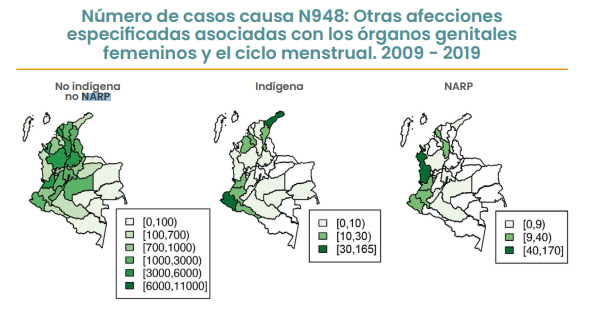 Número de casos causa N948: Otras afecciones
especificadas asociadas con los órganos genitales
femeninos y el ciclo menstrual. 2009 - 2019
No indígena
no NARP
Indígena
NARP
[0,100)
[100,700)
[700,1000)
[1000,3000)
[3000,6000)
[6000,11000]
[0,10)
[10,30)
[30,165]
[0,9)
[9,40)
[40,170]